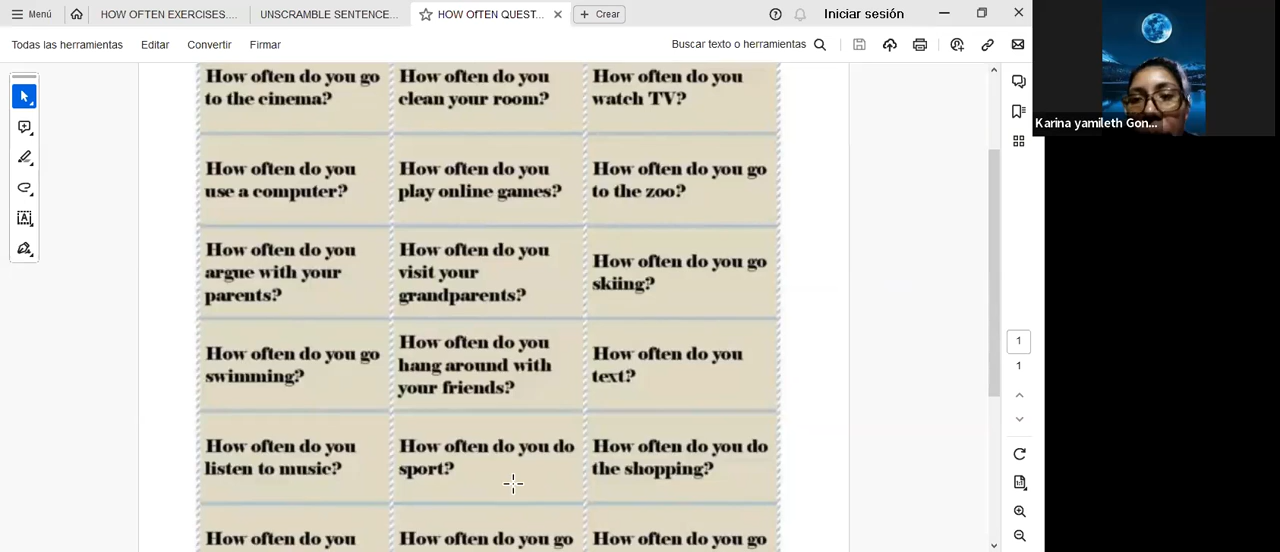 Menú
HOW OFTEN EXERCISES....
UNSCRAMBLE SENTENCE...
HOW OfTEN QUEST...
Crear
Iniciar sesión
Todas las herramientas
Editar
Convertir
Firmar
Buscar texto o herramientas
Karina yamileth Gon...
How often do you go
to the cinema?
How often do you
clean your room?
How often do you
watch TV?
How often do you
use a computer?
How often do you
play online games?
How often do you go
to the zoo?
How often do you
argue with your
parents?
How often do you
visit your
grandparents?
How often do you go
skiing?
How often do you go
swimming?
How often do you
hang around with
your friends?
How often do you
text?
How often do you
listen to music?
How often do you do
sport?
How often do you do
the shopping?
How often do you
How often do you go
How often do you go
1
1